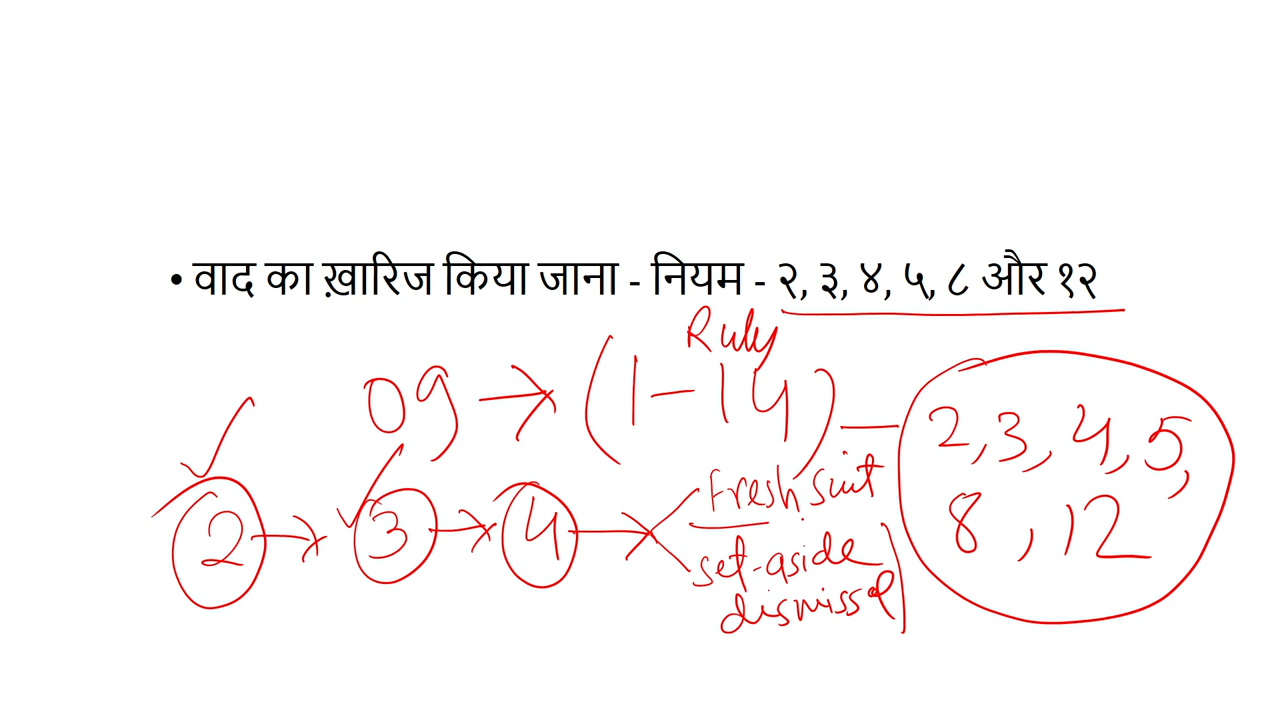 • वाद का ख़ारिज किया जाना - नियम - २, ३, ४, ५, ८ और १२
Rule
09 → (1-14) — 2, 3, 4, 5,
8, 12
2 → 3 → 4 → Fresh suit
set-aside
dismissal